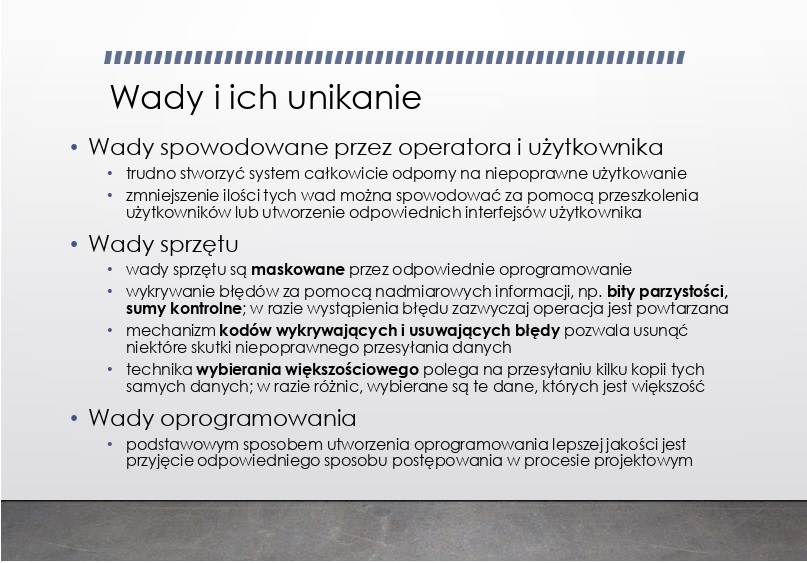 Wady i ich unikanie
• Wady spowodowane przez operatora i użytkownika
• trudno stworzyć system całkowicie odporny na niepoprawne użytkowanie
• zmniejszenie ilości tych wad można spowodować za pomocą przeszkolenia
użytkowników lub utworzenie odpowiednich interfejsów użytkownika
• Wady sprzętu
• wady sprzętu są maskowane przez odpowiednie oprogramowanie
• wykrywanie błędów za pomocą nadmiarowych informacji, np. bity parzystości,
sumy kontrolne; w razie wystąpienia błędu zazwyczaj operacja jest powtarzana
• mechanizm kodów wykrywających i usuwających błędy pozwala usunąć
niektóre skutki niepoprawnego przesyłania danych
• technika wybierania większościowego polega na przesyłaniu kilku kopii tych
samych danych; w razie różnic, wybierane są te dane, których jest większość
• Wady oprogramowania
• podstawowym sposobem utworzenia oprogramowania lepszej jakości jest
przyjęcie odpowiedniego sposobu postępowania w procesie projektowym